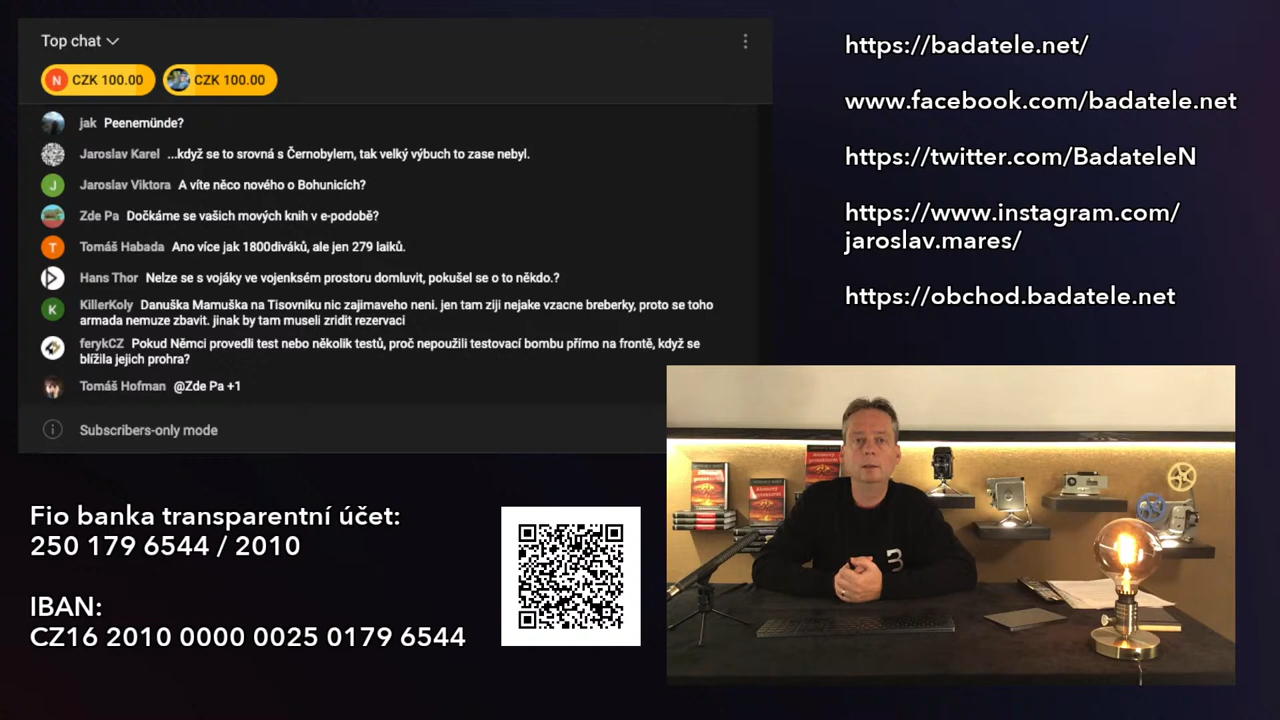 Top chat
N CZK 100.00 CZK 100.00
jak Peenemünde?
Jaroslav Karel ...když se to srovná s Černobylem, tak velký výbuch to zase nebyl.
J Jaroslav Viktora A víte něco nového o Bohunicích?
Zde Pa Dočkáme se vašich mových knih v e-podobě?
T Tomáš Habada Ano více jak 1800diváků, ale jen 279 laiků.
Hans Thor Nelze se s vojáky ve vojenksém prostoru domluvit, pokušel se o to někdo.?
K KillerKoly Danuška Mamuška na Tisovniku nic zajimaveho neni. jen tam ziji nejake vzacne breberky, proto se toho
armada nemuze zbavit. jinak by tam museli zridit rezervaci
ferykCZ Pokud Němci provedli test nebo několik testů, proč nepoužili testovací bombu přímo na frontě, když se
blížila jejich prohra?
Tomáš Hofman @Zde Pa +1
Subscribers-only mode
https://badatele.net/
www.facebook.com/badatele.net
https://twitter.com/BadateleN
https://www.instagram.com/
jaroslav.mares/
https://obchod.badatele.net
Fio banka transparentní účet:
250 179 6544 / 2010
IBAN:
CZ16 2010 0000 0025 0179 6544